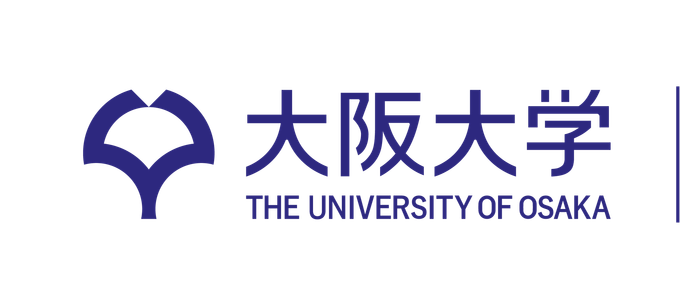 大阪大学
THE UNIVERSITY OF OSAKA